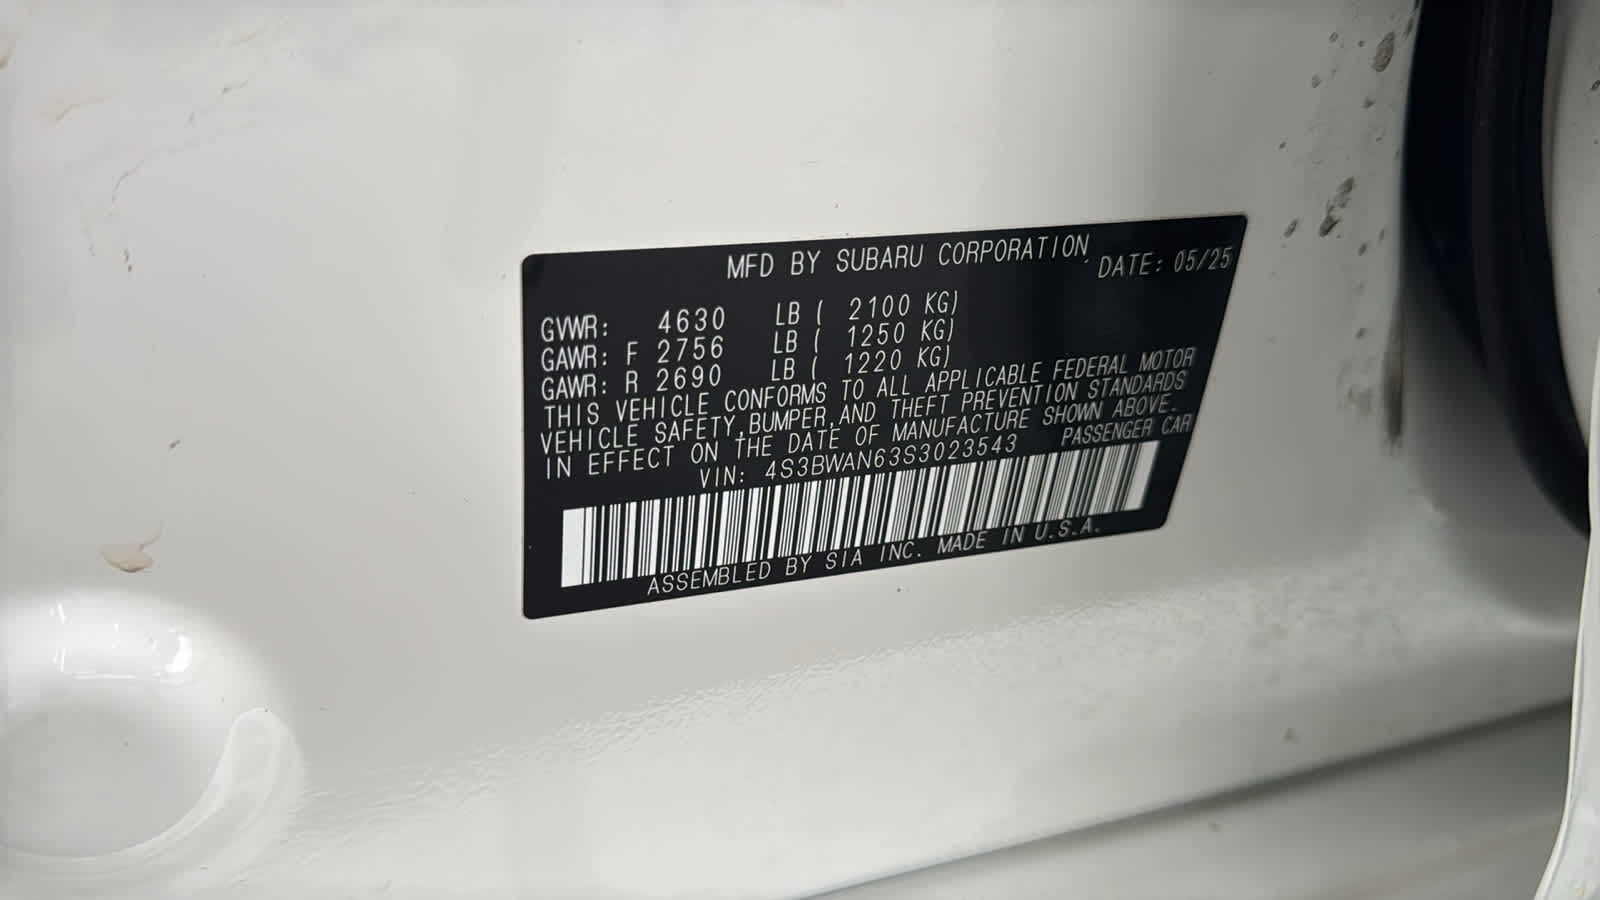 MFD BY SUBARU CORPORATION DATE: 05/25
GVWR: 4630 LB ( 2100 KG)
GAWR: F 2756 LB ( 1250 KG)
GAWR: R 2690 LB ( 1220 KG)
THIS VEHICLE CONFORMS TO ALL APPLICABLE FEDERAL MOTOR
VEHICLE SAFETY,BUMPER,AND THEFT PREVENTION STANDARDS
IN EFFECT ON THE DATE OF MANUFACTURE SHOWN ABOVE.
VIN: 4S3BWAN63S3023543 PASSENGER CAR
ASSEMBLED BY SIA INC. MADE IN U.S.A.